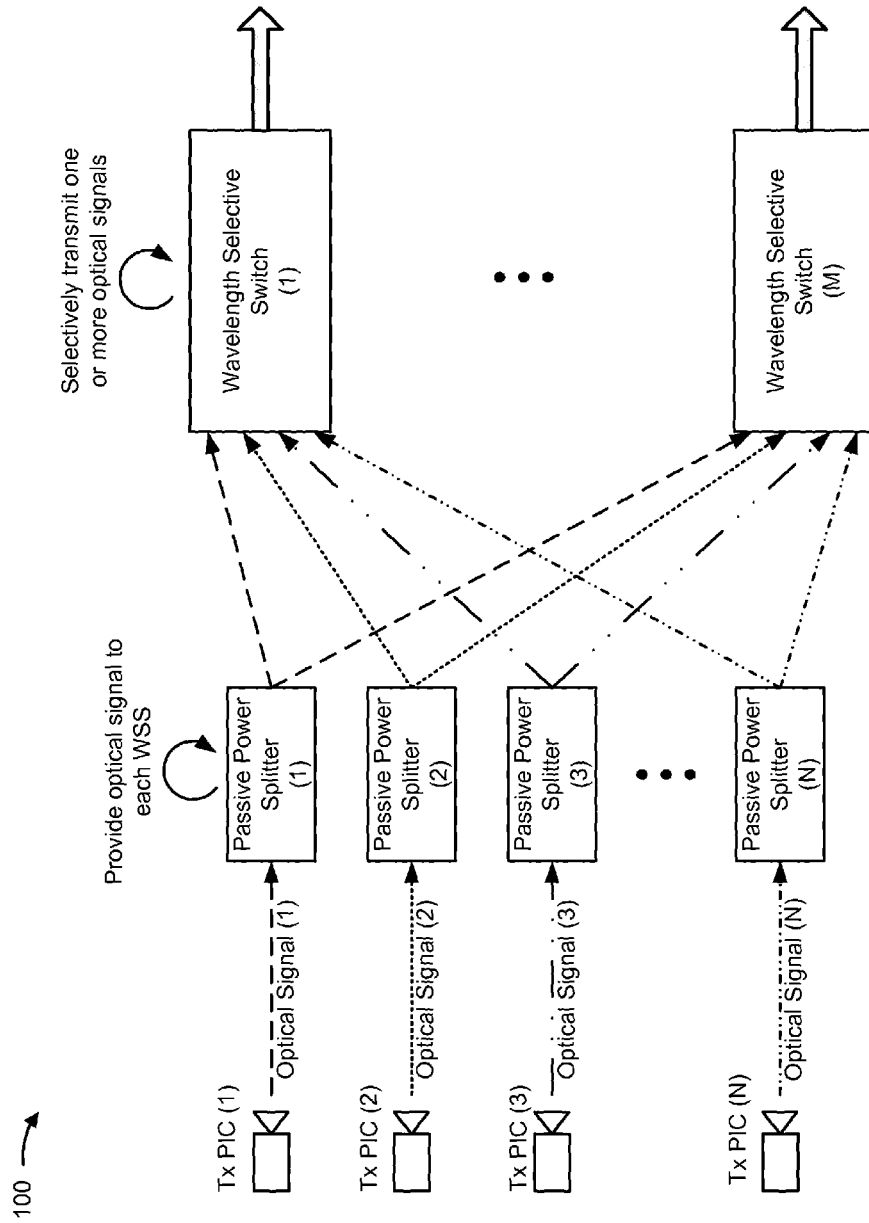 100
Tx PIC (1)
Optical Signal (1)
Tx PIC (2)
Optical Signal (2)
Tx PIC (3)
Optical Signal (3)
Tx PIC (N)
Optical Signal (N)
Provide optical signal to
each WSS
Passive Power
Splitter
(1)
Passive Power
Splitter
(2)
Passive Power
Splitter
(3)
Passive Power
Splitter
(N)
Selectively transmit one
or more optical signals
Wavelength Selective
Switch
(1)
Wavelength Selective
Switch
(M)